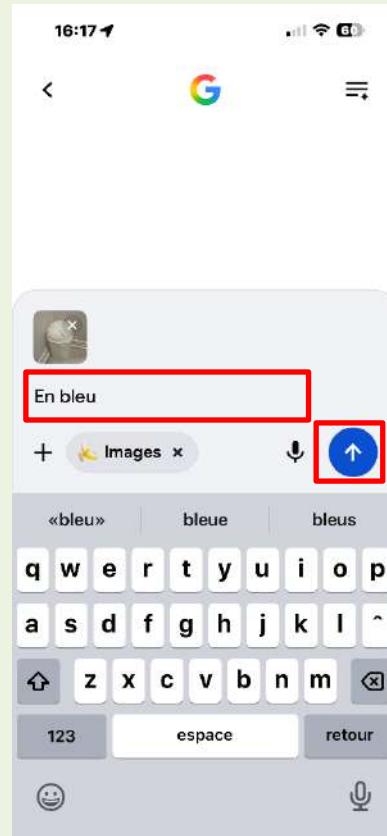 16:17 60
G
En bleu
Images
«bleu» bleue bleus
q w e r t y u i o p
a s d f g h j k l ^
z x c v b n m
123 espace retour